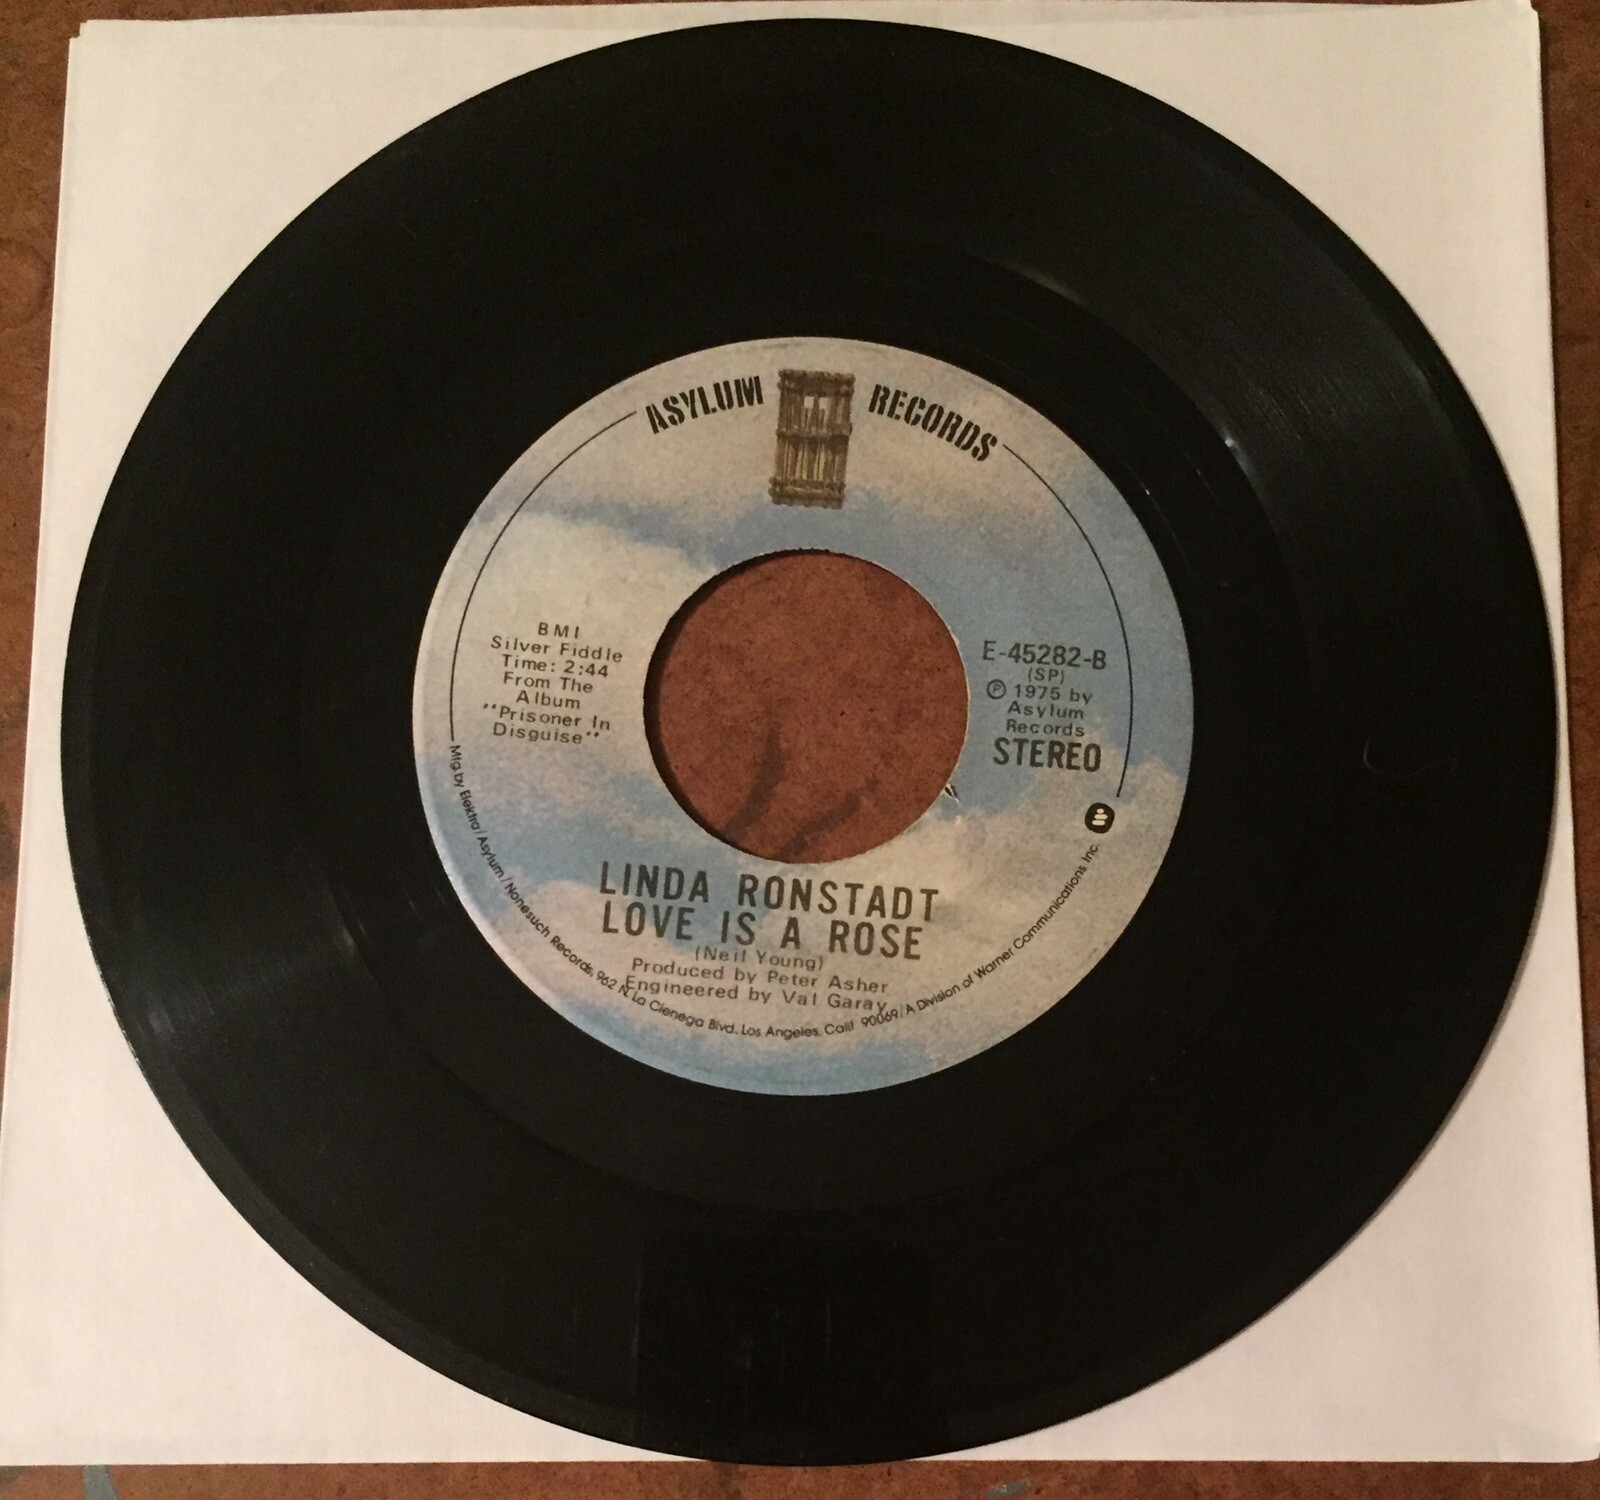 ASYLUM RECORDS
BMI
Silver Fiddle
Time: 2:44
From The
Album
"Prisoner In
Disguise"
E-45282-B
(SP)
Ⓟ 1975 by
Asylum
Records
STEREO
LINDA RONSTADT
LOVE IS A ROSE
(Neil Young)
Produced by Peter Asher
Engineered by Val Garay
Mfg. by Elektra/Asylum/Nonesuch Records, 962 N. La Cienega Blvd. Los Angeles, Calif. 90069/A Division of Warner Communications Inc.